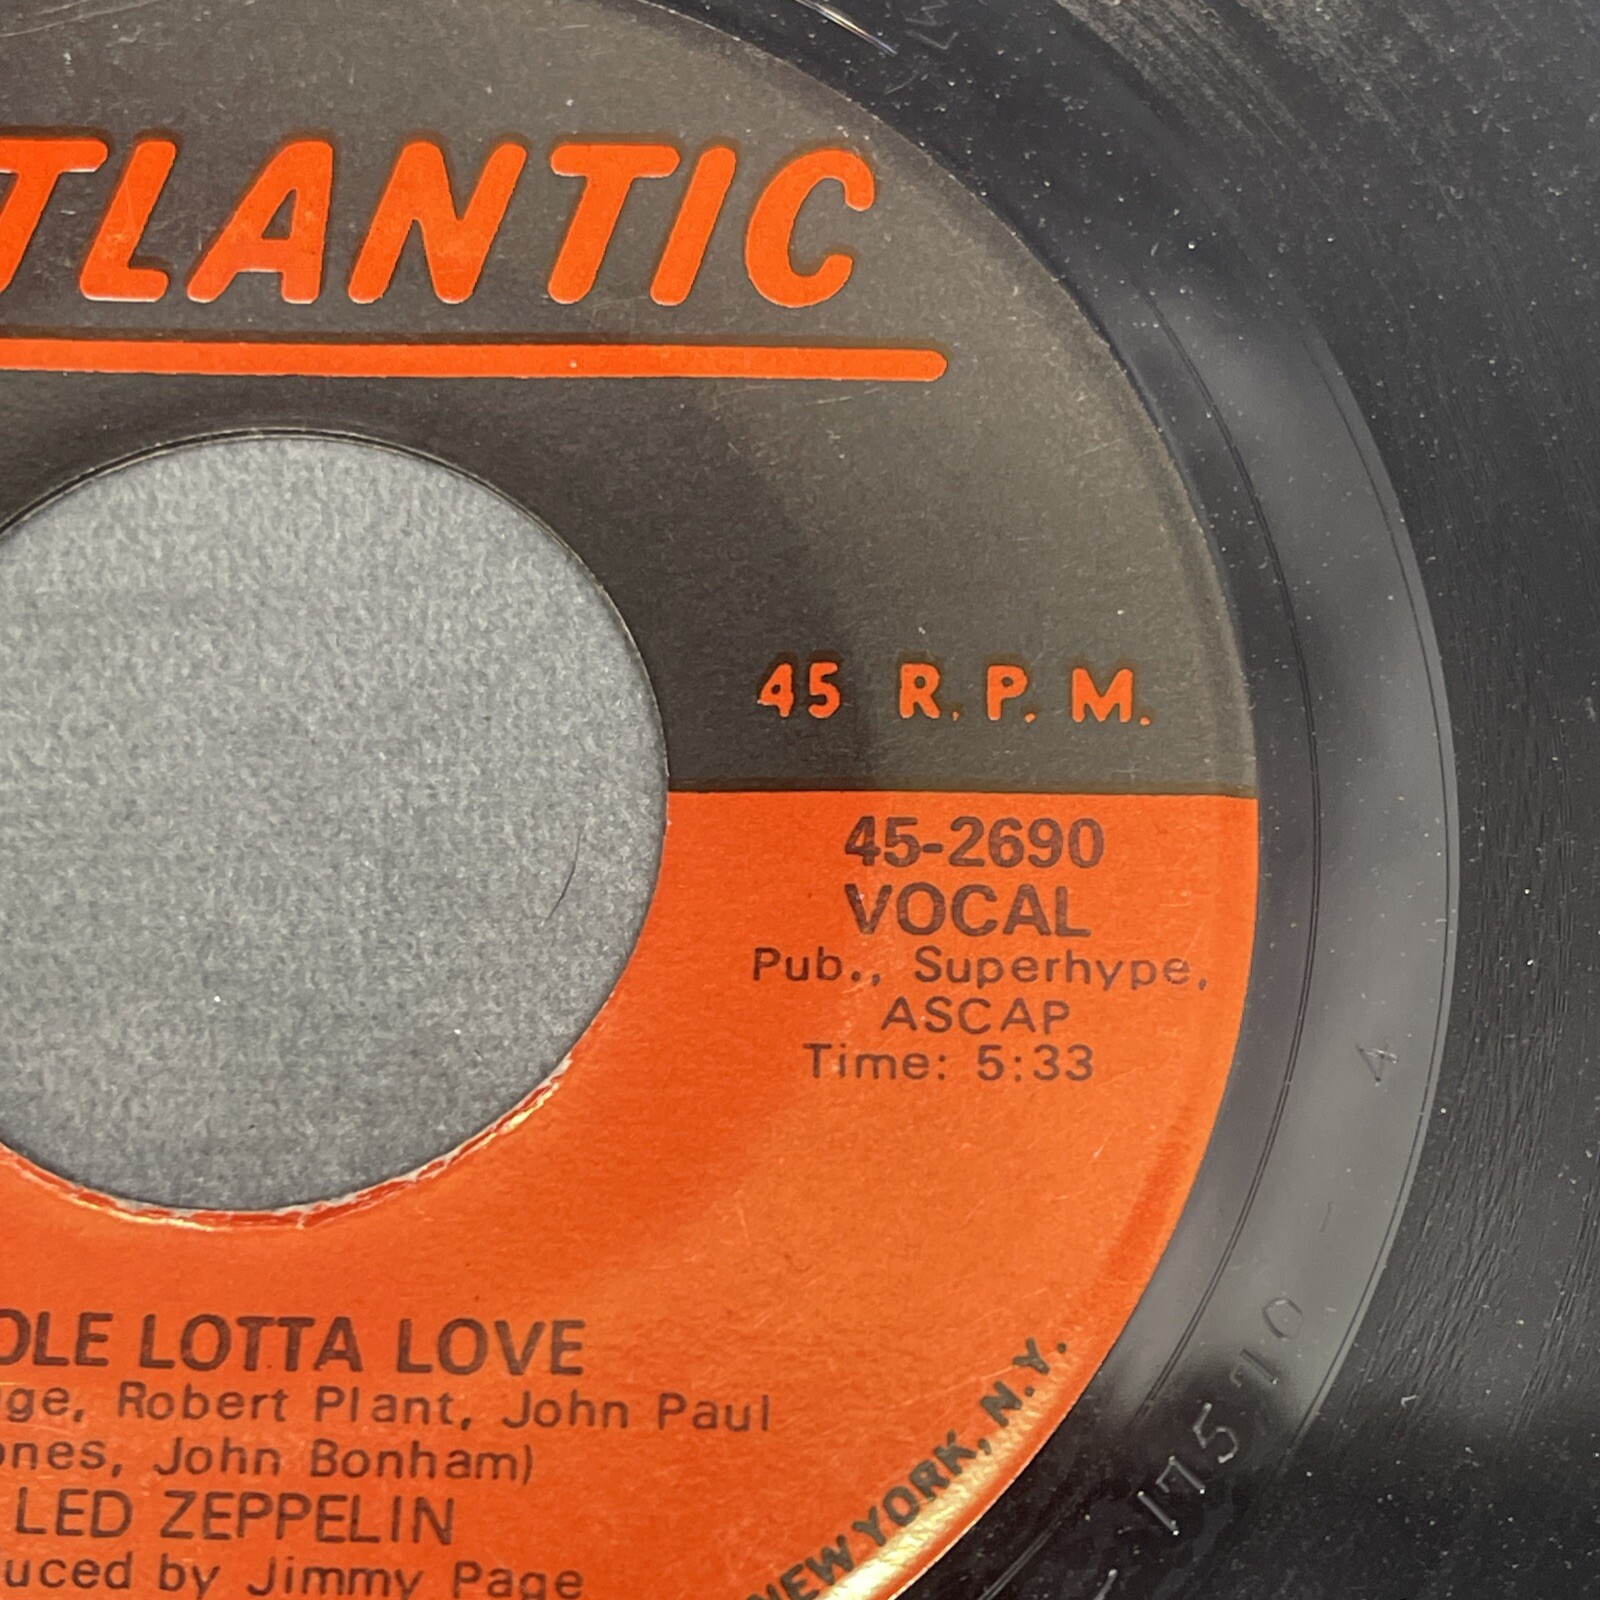 TLANTIC
45 R.P.M.
45-2690
VOCAL
Pub., Superhype,
ASCAP
Time: 5:33
OLE LOTTA LOVE
ge, Robert Plant, John Paul
ones, John Bonham)
LED ZEPPELIN
uced by Jimmy Page
NEW YORK, N.Y.